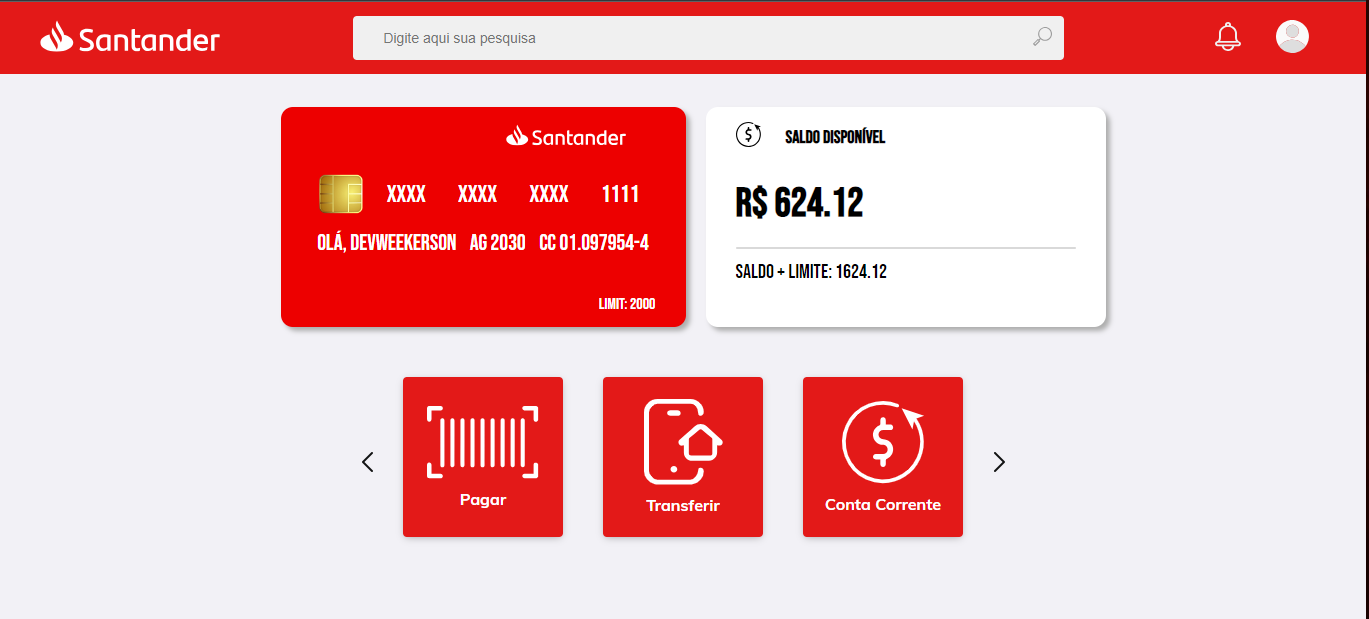 Santander
Digite aqui sua pesquisa
Santander
XXXX XXXX XXXX 1111
OLÁ, DEVWEEKERSON AG 2030 CC 01.097954-4
LIMIT: 2000
SALDO DISPONÍVEL
R$ 624.12
SALDO + LIMITE: 1624.12
Pagar
Transferir
Conta Corrente